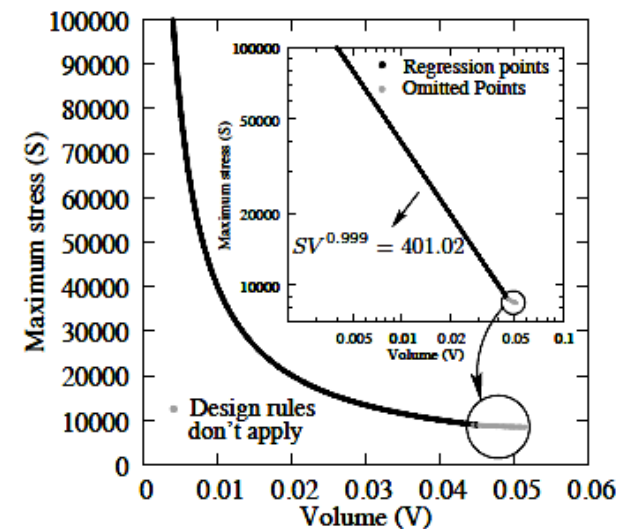 100000
90000
80000
70000
60000
50000
40000
30000
20000
10000
0
Maximum stress (S)
0 0.01 0.02 0.03 0.04 0.05 0.06
Volume (V)
Design rules
don't apply
100000
50000
20000
10000
Maximum stress (S)
Regression points
Omitted Points
SV^0.999 = 401.02
0.005 0.01 0.02 0.05 0.1
Volume (V)